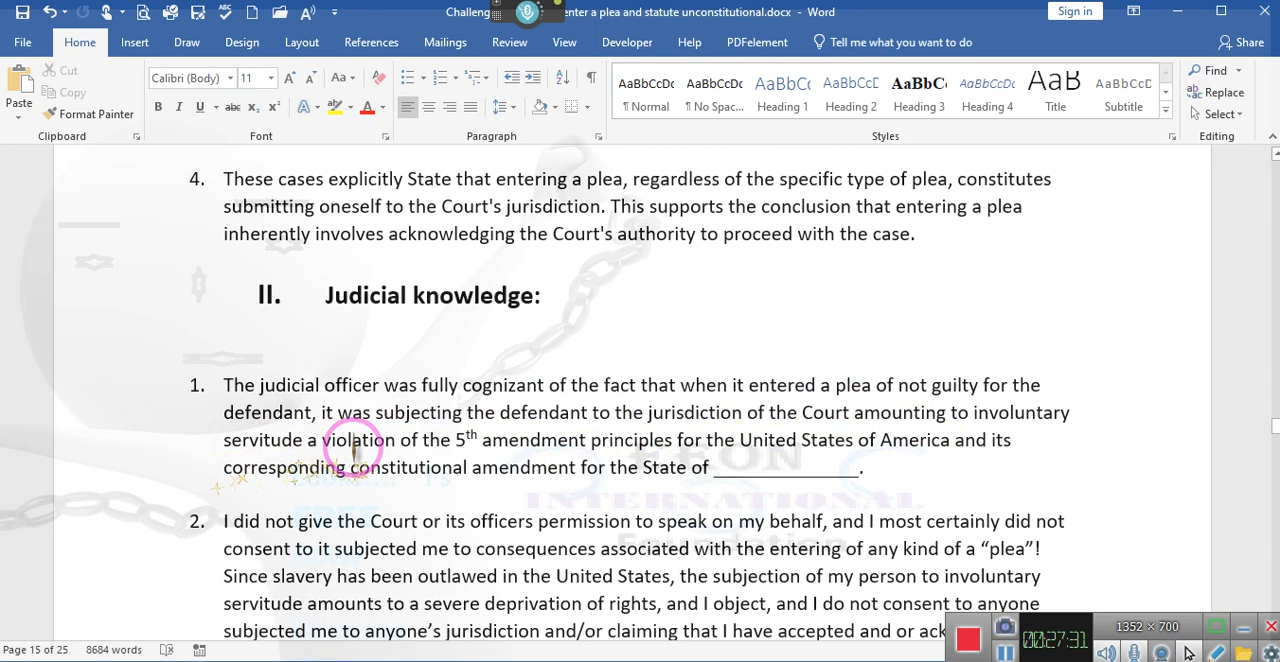 Challeng enter a plea and statute unconstitutional.docx - Word
Sign in
File Home Insert Draw Design Layout References Mailings Review View Developer Help PDFelement Tell me what you want to do Share
Paste
Cut
Copy
Format Painter
Clipboard
Calibri (Body) 11
Font
Paragraph
AaBbCcDc AaBbCcDc AaBbCc AaBbCcD AaBbC AaBbCcD AaB AaBbCcD
¶ Normal ¶ No Spac... Heading 1 Heading 2 Heading 3 Heading 4 Title Subtitle
Styles
Find
Replace
Select
Editing
4. These cases explicitly State that entering a plea, regardless of the specific type of plea, constitutes
submitting oneself to the Court's jurisdiction. This supports the conclusion that entering a plea
inherently involves acknowledging the Court's authority to proceed with the case.
II. Judicial knowledge:
1. The judicial officer was fully cognizant of the fact that when it entered a plea of not guilty for the
defendant, it was subjecting the defendant to the jurisdiction of the Court amounting to involuntary
servitude a violation of the 5th amendment principles for the United States of America and its
corresponding constitutional amendment for the State of ______________.
INTERNATIONAL
Foundation
2. I did not give the Court or its officers permission to speak on my behalf, and I most certainly did not
consent to it subjected me to consequences associated with the entering of any kind of a “plea”!
Since slavery has been outlawed in the United States, the subjection of my person to involuntary
servitude amounts to a severe deprivation of rights, and I object, and I do not consent to anyone
subjected me to anyone’s jurisdiction and/or claiming that I have accepted and or ack
Page 15 of 25 8684 words
00:27:31
1352 × 700